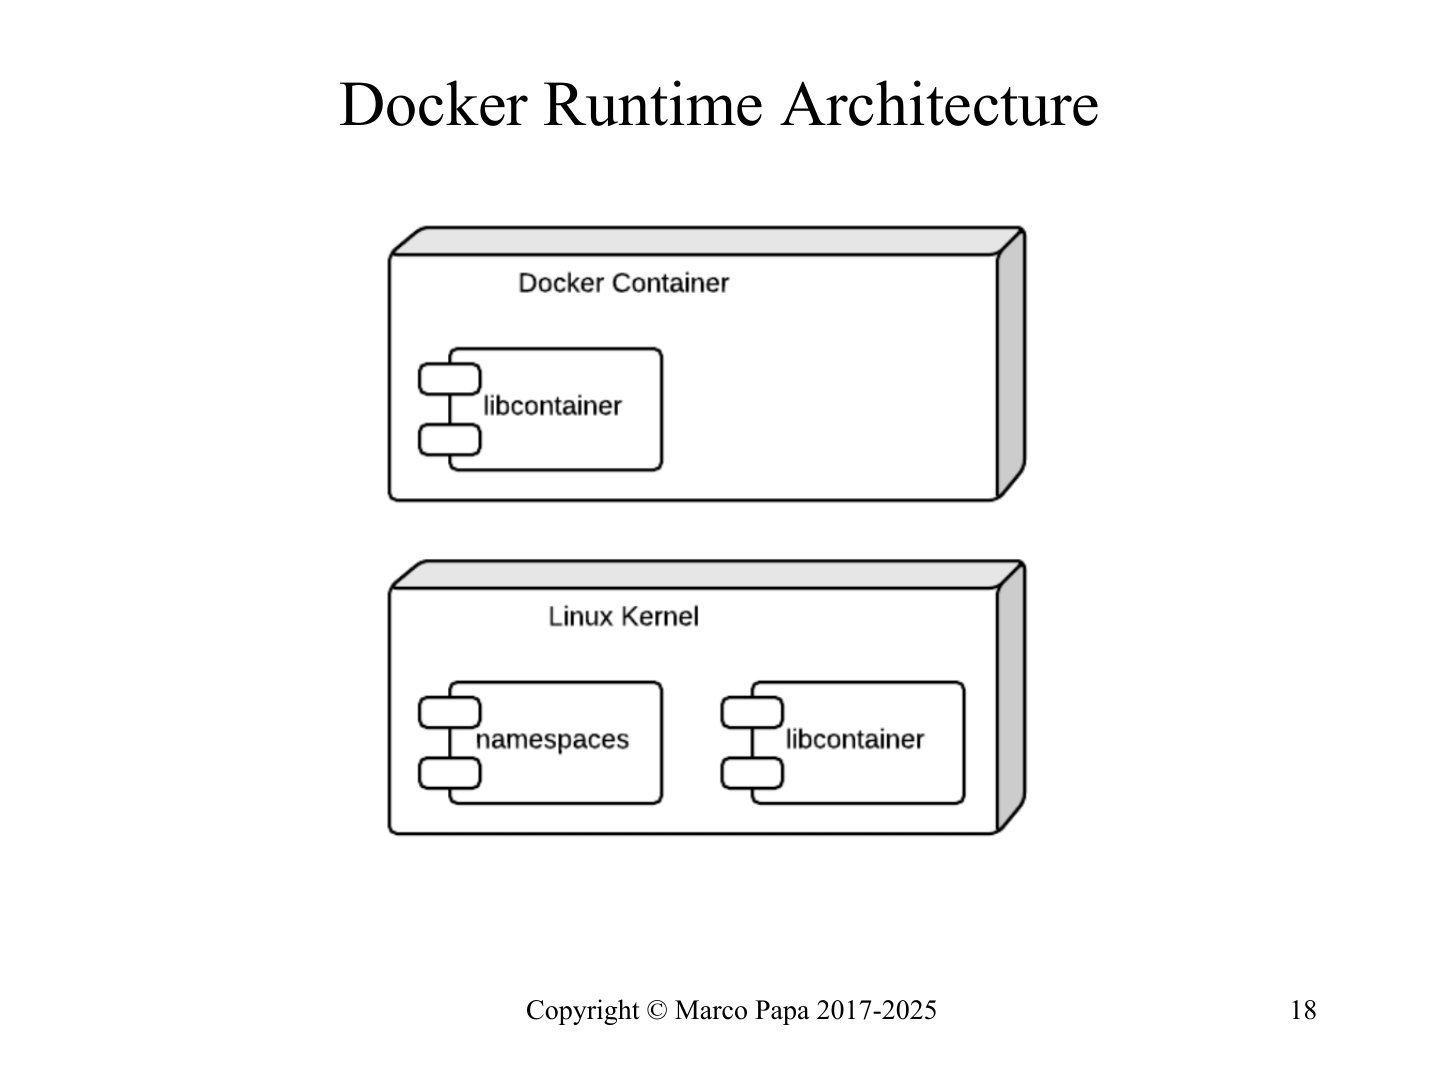 Docker Runtime Architecture
Docker Container
libcontainer
Linux Kernel
namespaces
libcontainer
Copyright © Marco Papa 2017-2025
18